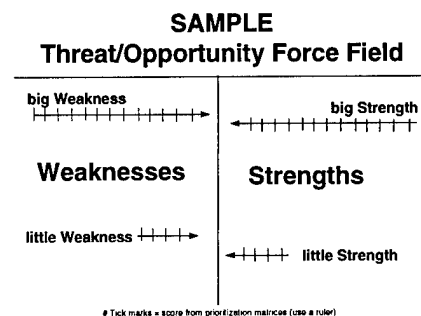 SAMPLE
Threat/Opportunity Force Field
big Weakness
big Strength
Weaknesses
Strengths
little Weakness
little Strength
# Tick marks = score from prioritization matrices (use a ruler)